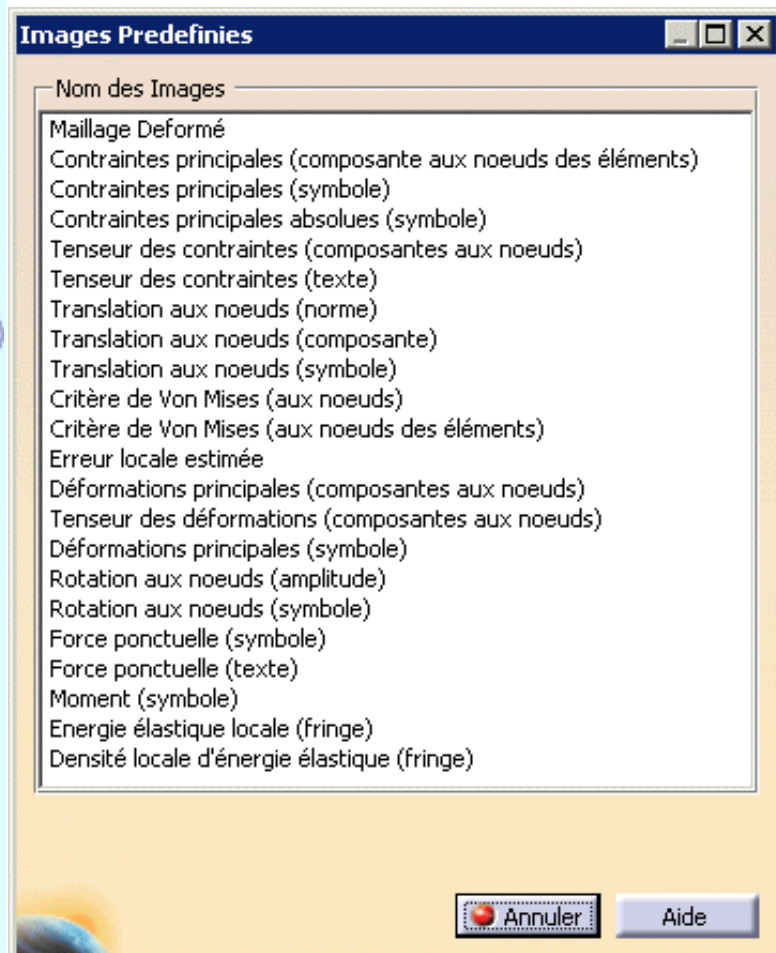 Images Predefinies
Nom des Images
Maillage Deformé
Contraintes principales (composante aux noeuds des éléments)
Contraintes principales (symbole)
Contraintes principales absolues (symbole)
Tenseur des contraintes (composantes aux noeuds)
Tenseur des contraintes (texte)
Translation aux noeuds (norme)
Translation aux noeuds (composante)
Translation aux noeuds (symbole)
Critère de Von Mises (aux noeuds)
Critère de Von Mises (aux noeuds des éléments)
Erreur locale estimée
Déformations principales (composantes aux noeuds)
Tenseur des déformations (composantes aux noeuds)
Déformations principales (symbole)
Rotation aux noeuds (amplitude)
Rotation aux noeuds (symbole)
Force ponctuelle (symbole)
Force ponctuelle (texte)
Moment (symbole)
Energie élastique locale (fringe)
Densité locale d'énergie élastique (fringe)
Annuler Aide